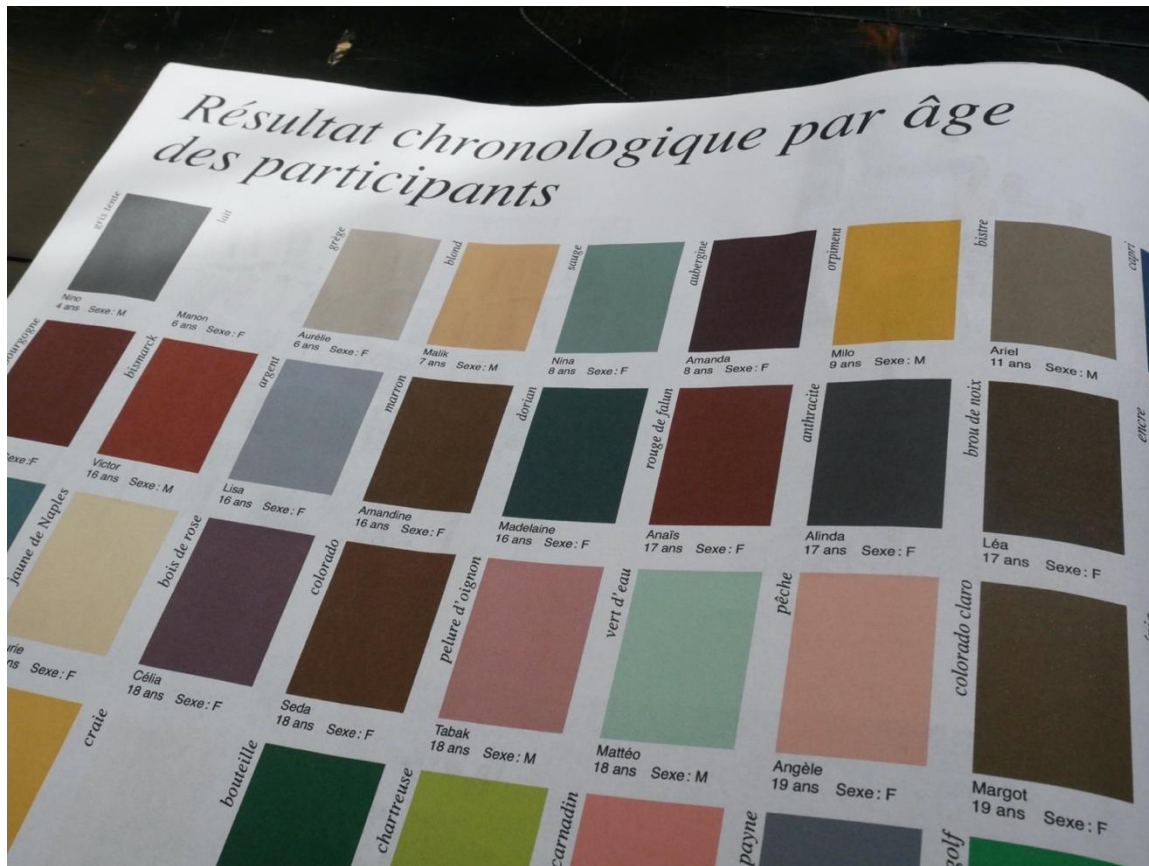 Résultat chronologique par âge
des participants
gris tente
Nino
4 ans Sexe: M
lait
Manon
6 ans Sexe: F
grège
Aurélie
6 ans Sexe: F
blond
Malik
7 ans Sexe: M
sauge
Nina
8 ans Sexe: F
aubergine
Amanda
8 ans Sexe: F
orpiment
Milo
9 ans Sexe: M
bistre
Ariel
11 ans Sexe: M
capri
Sexe:F
bismarck
Victor
16 ans Sexe: M
argent
Lisa
16 ans Sexe: F
marron
Amandine
16 ans Sexe: F
dorian
Madelaine
16 ans Sexe: F
rouge de falun
Anaïs
17 ans Sexe: F
anthracite
Alinda
17 ans Sexe: F
brou de noix
Léa
17 ans Sexe: F
encre
jaune de Naples
Sexe: F
bois de rose
Célia
18 ans Sexe: F
colorado
Seda
18 ans Sexe: F
pelure d'oignon
Tabak
18 ans Sexe: M
vert d'eau
Mattéo
18 ans Sexe: M
pêche
Angèle
19 ans Sexe: F
colorado claro
Margot
19 ans Sexe: F
craie
bouteille
chartreuse
carnadin
payne
golf